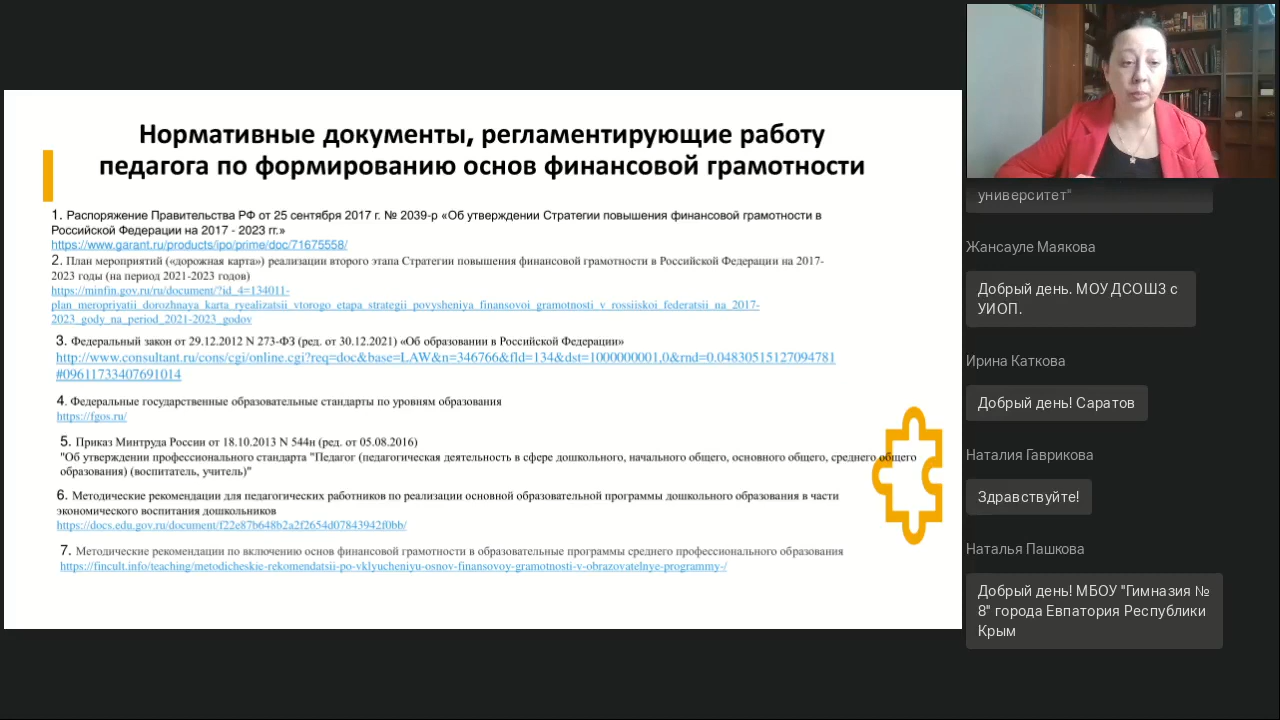 Нормативные документы, регламентирующие работу
педагога по формированию основ финансовой грамотности
1. Распоряжение Правительства РФ от 25 сентября 2017 г. № 2039-р «Об утверждении Стратегии повышения финансовой грамотности в
Российской Федерации на 2017 - 2023 гг.»
https://www.garant.ru/products/ipo/prime/doc/71675558/
2. План мероприятий («дорожная карта») реализации второго этапа Стратегии повышения финансовой грамотности в Российской Федерации на 2017-
2023 годы (на период 2021-2023 годов)
https://minfin.gov.ru/ru/document/?id_4=134011-
plan_meropriyatii_dorozhnaya_karta_ryealizatsii_vtorogo_etapa_strategii_povysheniya_finansovoi_gramotnosti_v_rossiiskoi_federatsii_na_2017-
2023_gody_na_period_2021-2023_godov
3. Федеральный закон от 29.12.2012 N 273-ФЗ (ред. от 30.12.2021) «Об образовании в Российской Федерации»
http://www.consultant.ru/cons/cgi/online.cgi?req=doc&base=LAW&n=346766&fld=134&dst=1000000001,0&rnd=0.04830515127094781
#09611733407691014
4. Федеральные государственные образовательные стандарты по уровням образования
https://fgos.ru/
5. Приказ Минтруда России от 18.10.2013 N 544н (ред. от 05.08.2016)
"Об утверждении профессионального стандарта "Педагог (педагогическая деятельность в сфере дошкольного, начального общего, основного общего, среднего общего
образования) (воспитатель, учитель)"
6. Методические рекомендации для педагогических работников по реализации основной образовательной программы дошкольного образования в части
экономического воспитания дошкольников
https://docs.edu.gov.ru/document/f22e87b648b2a2f2654d07843942f0bb/
7. Методические рекомендации по включению основ финансовой грамотности в образовательные программы среднего профессионального образования
https://fincult.info/teaching/metodicheskie-rekomendatsii-po-vklyucheniyu-osnov-finansovoy-gramotnosti-v-obrazovatelnye-programmy-/
университет"
Жансауле Маякова
Добрый день. МОУ ДСОШЗ с
УИОП.
Ирина Каткова
Добрый день! Саратов
Наталия Гаврикова
Здравствуйте!
Наталья Пашкова
Добрый день! МБОУ "Гимназия №
8" города Евпатория Республики
Крым